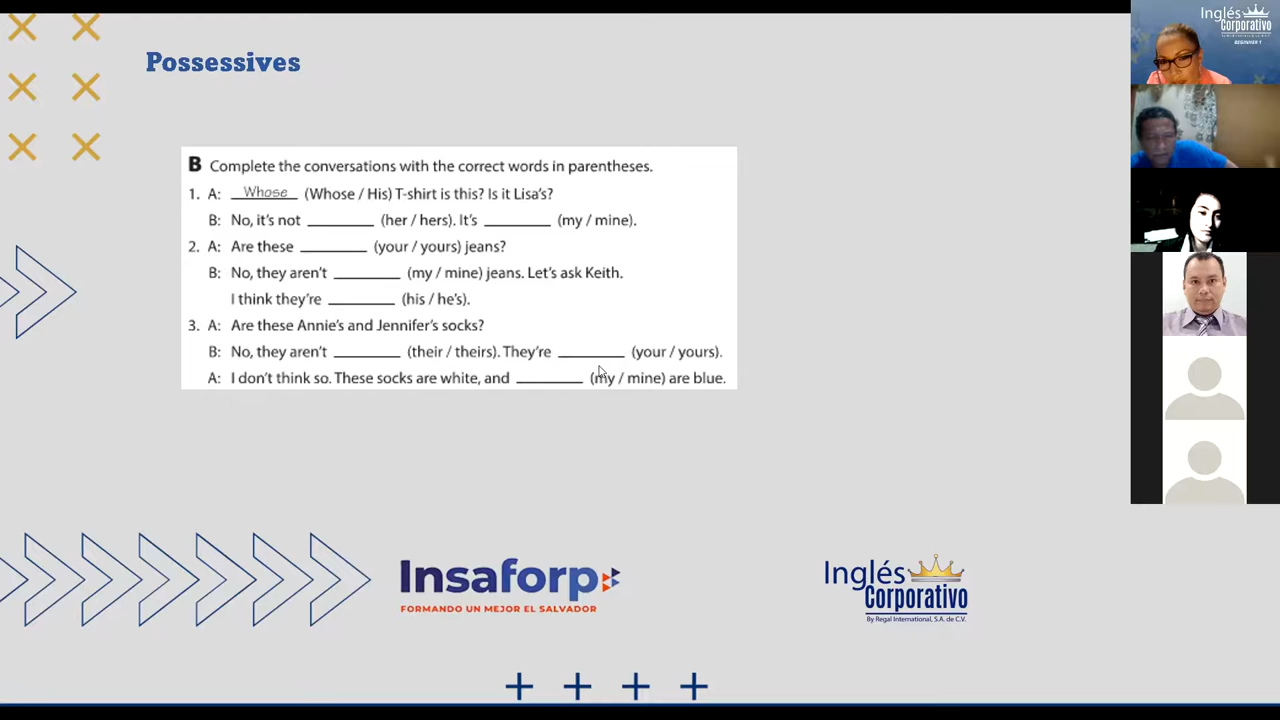 Possessives
B Complete the conversations with the correct words in parentheses.
1. A: Whose (Whose / His) T-shirt is this? Is it Lisa's?
B: No, it's not ________ (her / hers). It's ________ (my / mine).
2. A: Are these ________ (your / yours) jeans?
B: No, they aren't ________ (my / mine) jeans. Let's ask Keith.
I think they're ________ (his / he's).
3. A: Are these Annie's and Jennifer's socks?
B: No, they aren't ________ (their / theirs). They're ________ (your / yours).
A: I don't think so. These socks are white, and ________ (my / mine) are blue.
Insaforp
FORMANDO UN MEJOR EL SALVADOR
Inglés
Corporativo
By Regal International, S.A. de C.V.
Inglés
Corporativo
BEGINNER 1